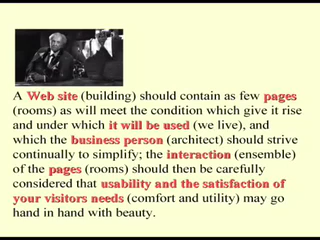 A Web site (building) should contain as few pages
(rooms) as will meet the condition which give it rise
and under which it will be used (we live), and
which the business person (architect) should strive
continually to simplify; the interaction (ensemble)
of the pages (rooms) should then be carefully
considered that usability and the satisfaction of
your visitors needs (comfort and utility) may go
hand in hand with beauty.